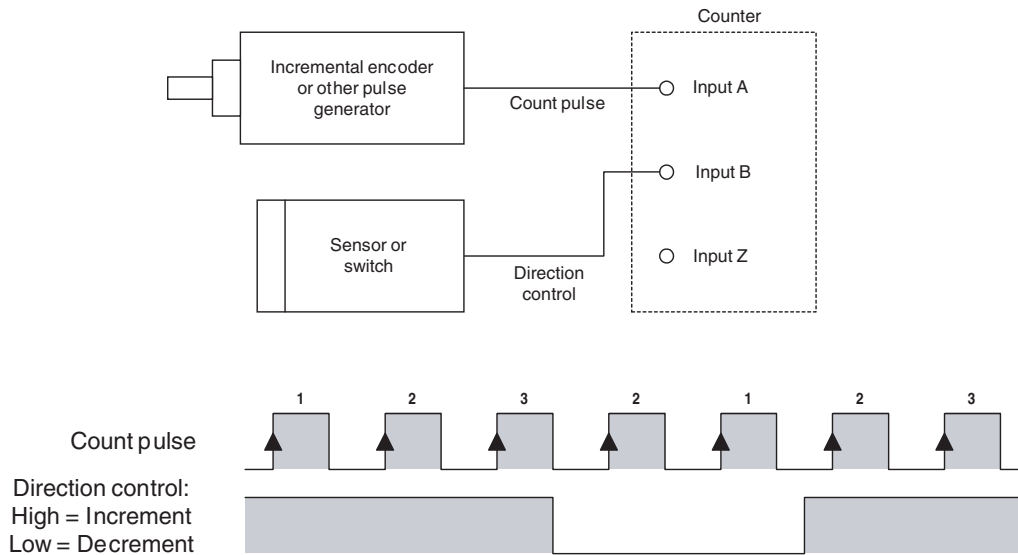 Counter
Incremental encoder
or other pulse
generator
Count pulse
Input A
Input B
Sensor or
switch
Direction
control
Input Z
1 2 3 2 1 2 3
Count pulse
Direction control:
High = Increment
Low = Decrement